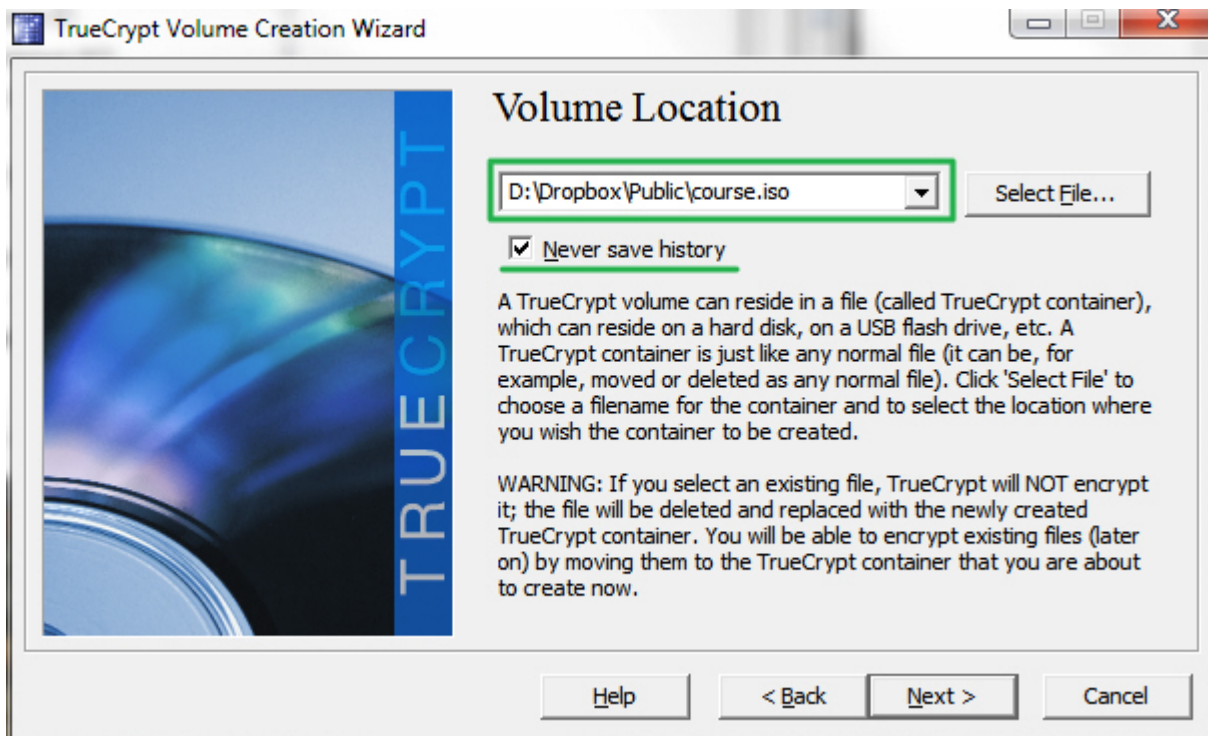 TrueCrypt Volume Creation Wizard
TRUECRYPT
Volume Location
D:\Dropbox\Public\course.iso
Select File...
Never save history
A TrueCrypt volume can reside in a file (called TrueCrypt container),
which can reside on a hard disk, on a USB flash drive, etc. A
TrueCrypt container is just like any normal file (it can be, for
example, moved or deleted as any normal file). Click 'Select File' to
choose a filename for the container and to select the location where
you wish the container to be created.
WARNING: If you select an existing file, TrueCrypt will NOT encrypt
it; the file will be deleted and replaced with the newly created
TrueCrypt container. You will be able to encrypt existing files (later
on) by moving them to the TrueCrypt container that you are about
to create now.
Help
< Back
Next >
Cancel